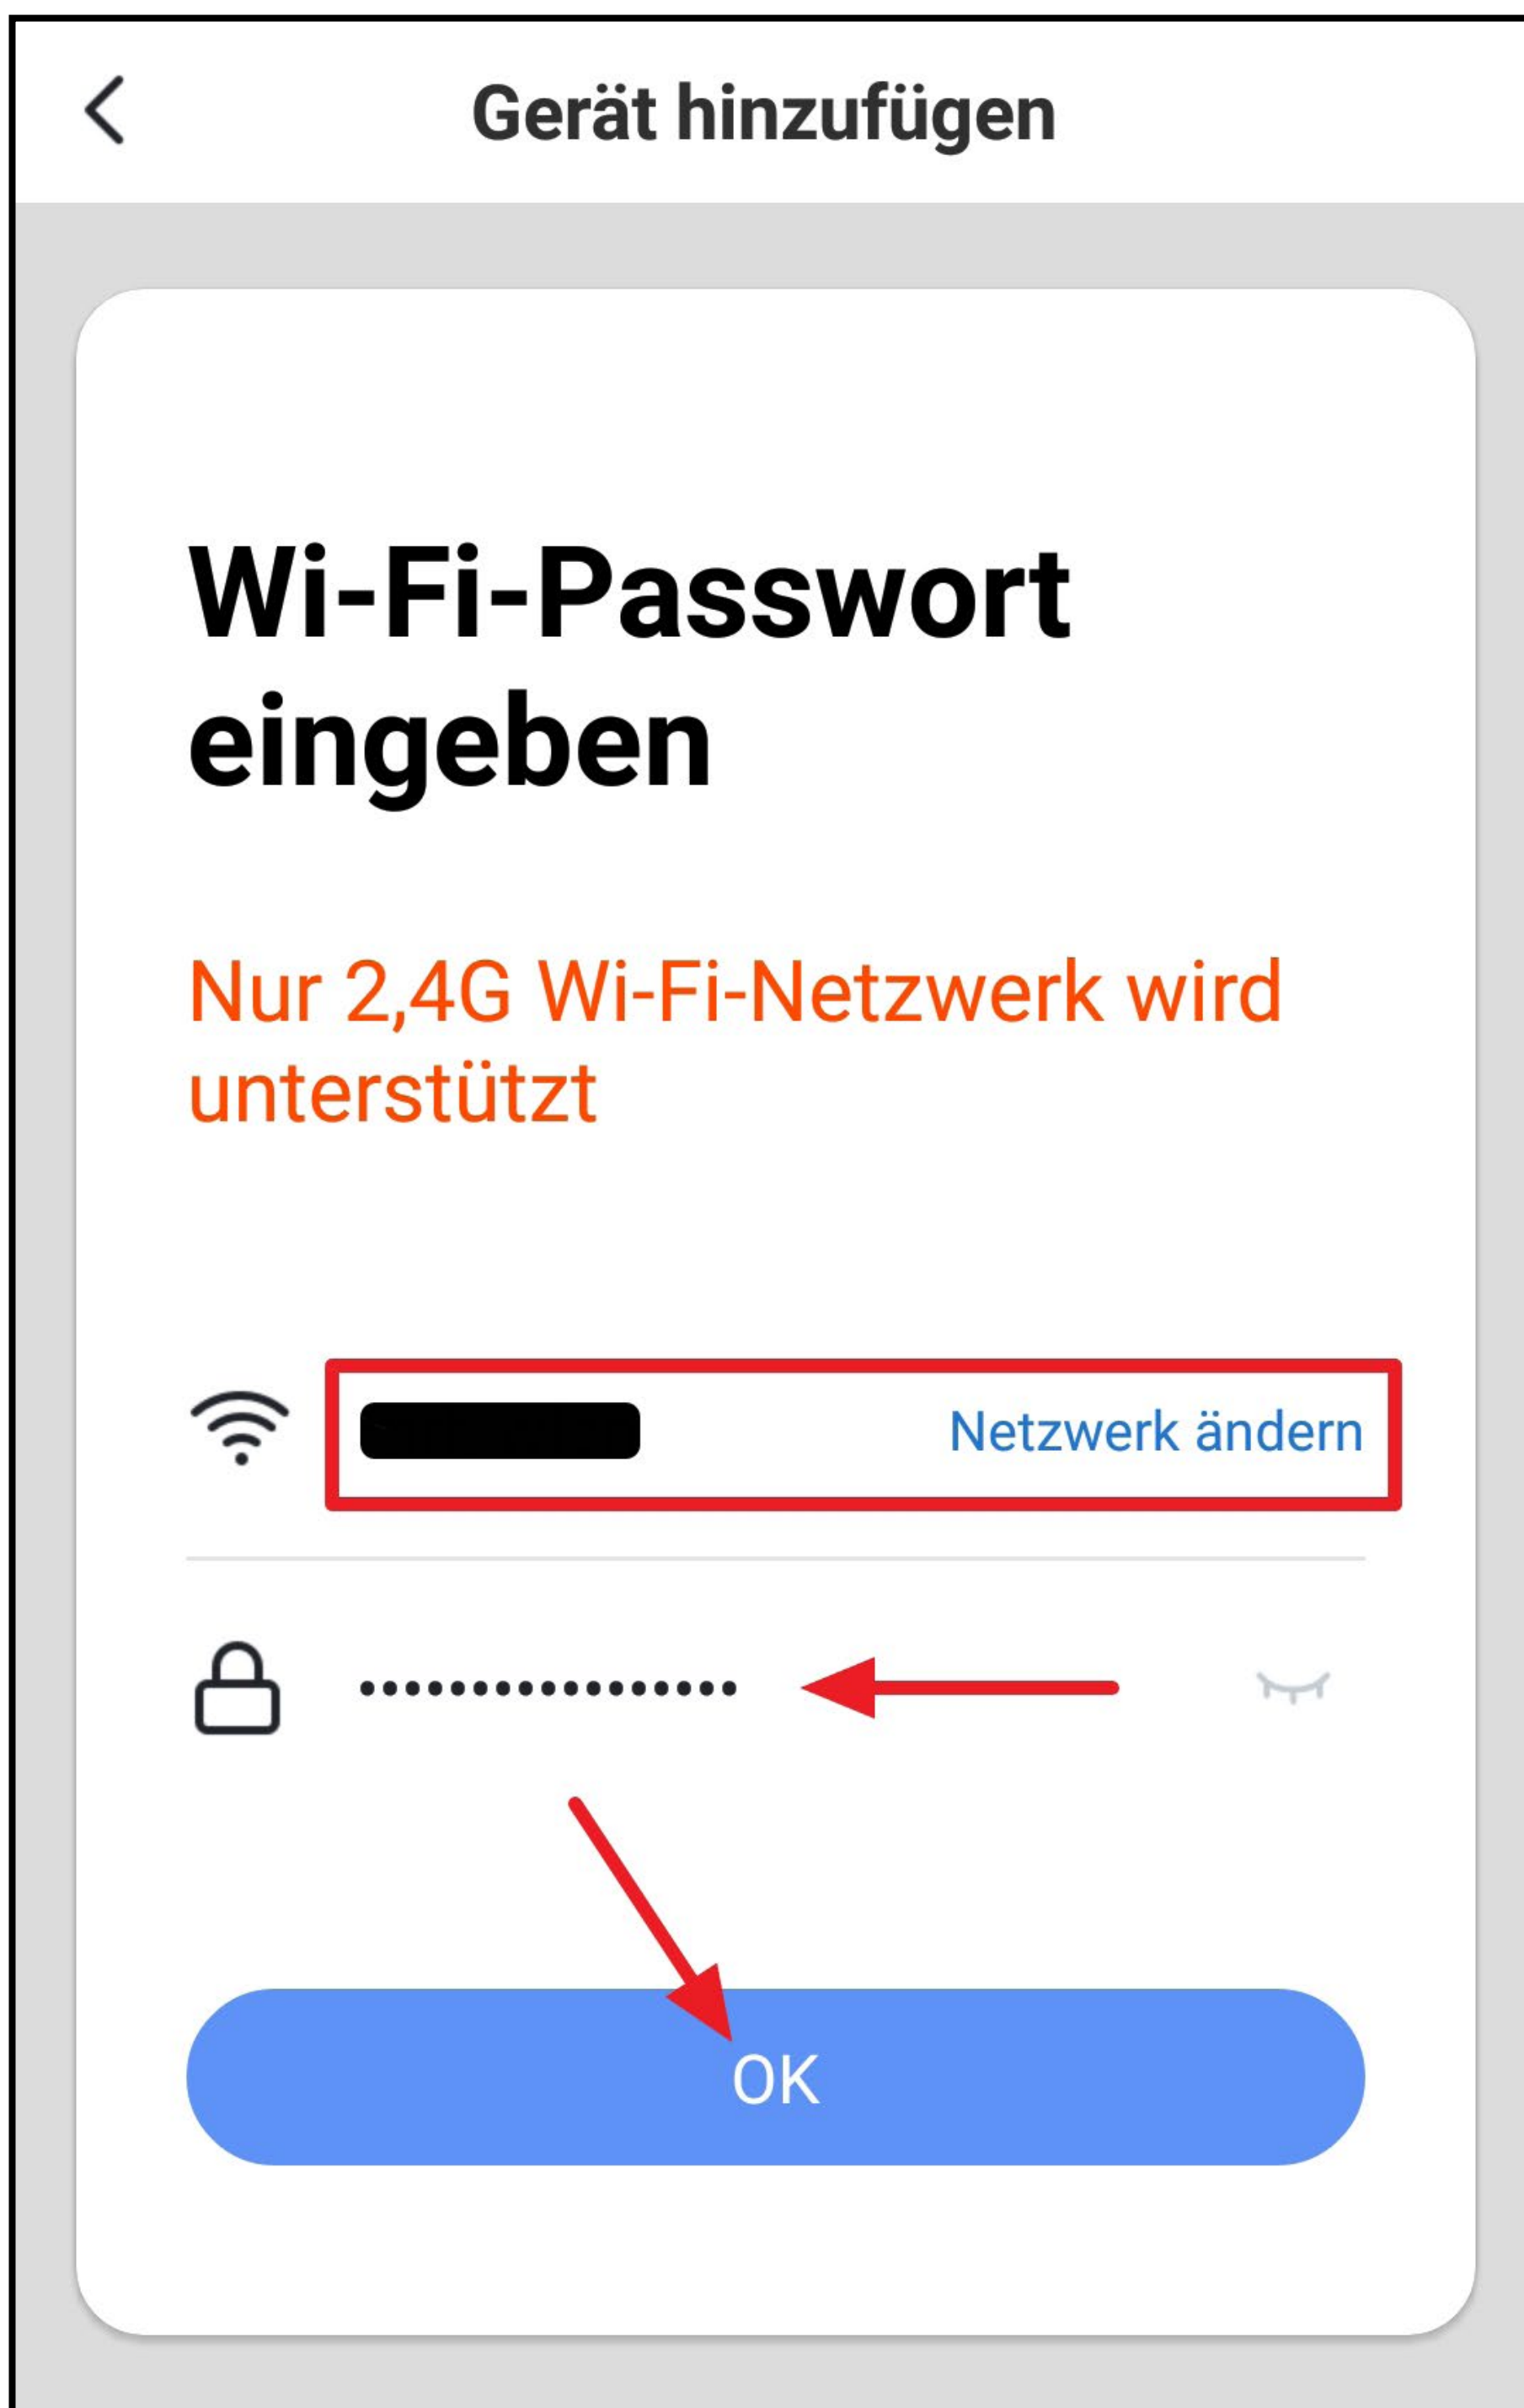 Gerät hinzufügen
Wi-Fi-Passwort
eingeben
Nur 2,4G Wi-Fi-Netzwerk wird
unterstützt
Netzwerk ändern
•••••••••••••••••
OK